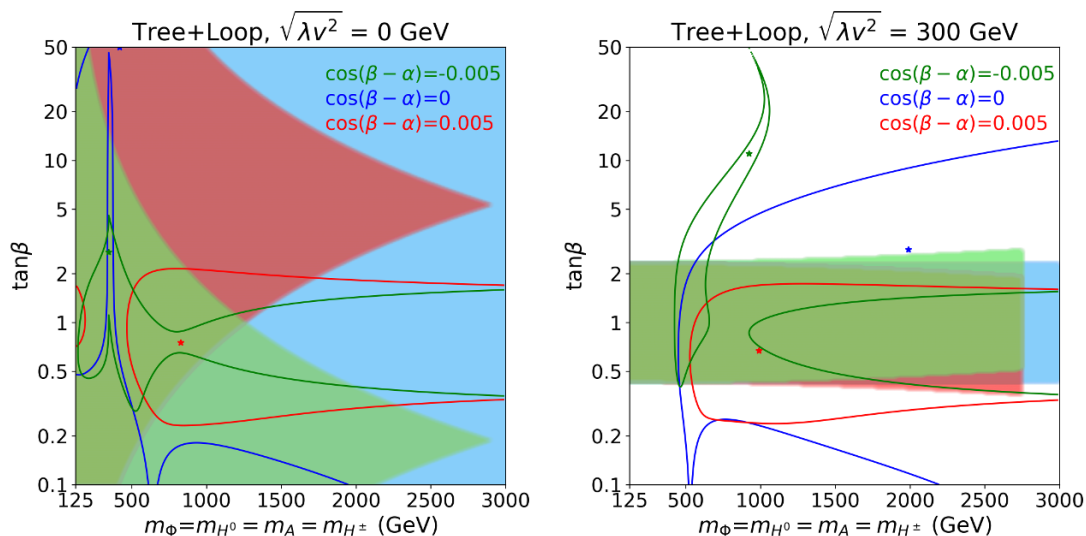 Tree+Loop, √λv² = 0 GeV
cos(β − α)=-0.005
cos(β − α)=0
cos(β − α)=0.005
tanβ
50
20
10
5
2
1
0.5
0.2
0.1
125 500 1000 1500 2000 2500 3000
m_Φ=m_H⁰ = m_A = m_H± (GeV)
Tree+Loop, √λv² = 300 GeV
cos(β − α)=-0.005
cos(β − α)=0
cos(β − α)=0.005
tanβ
50
20
10
5
2
1
0.5
0.2
0.1
125 500 1000 1500 2000 2500 3000
m_Φ=m_H⁰ = m_A = m_H± (GeV)